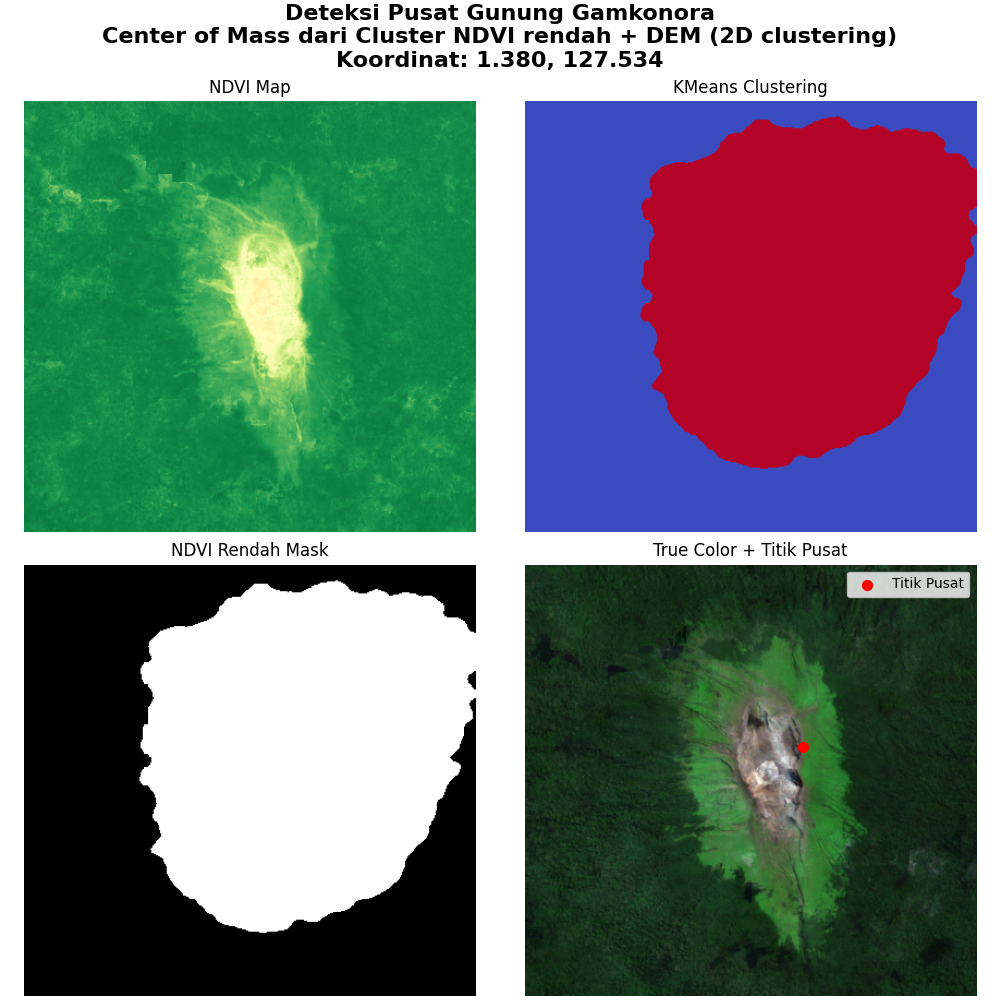 Deteksi Pusat Gunung Gamkonora
Center of Mass dari Cluster NDVI rendah + DEM (2D clustering)
Koordinat: 1.380, 127.534
NDVI Map
KMeans Clustering
NDVI Rendah Mask
True Color + Titik Pusat
Titik Pusat